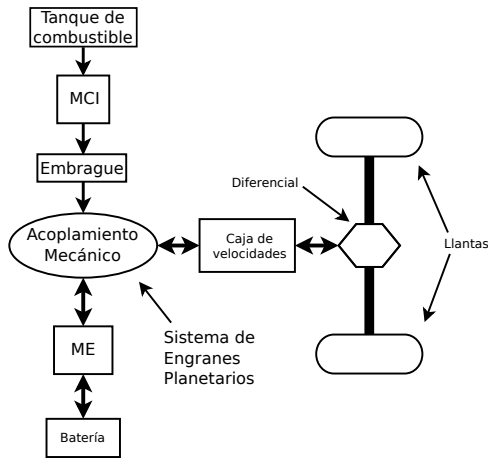 Tanque de
combustible
MCI
Embrague
Diferencial
Acoplamiento
Mecánico
Caja de
velocidades
Llantas
ME
Sistema de
Engranes
Planetarios
Batería